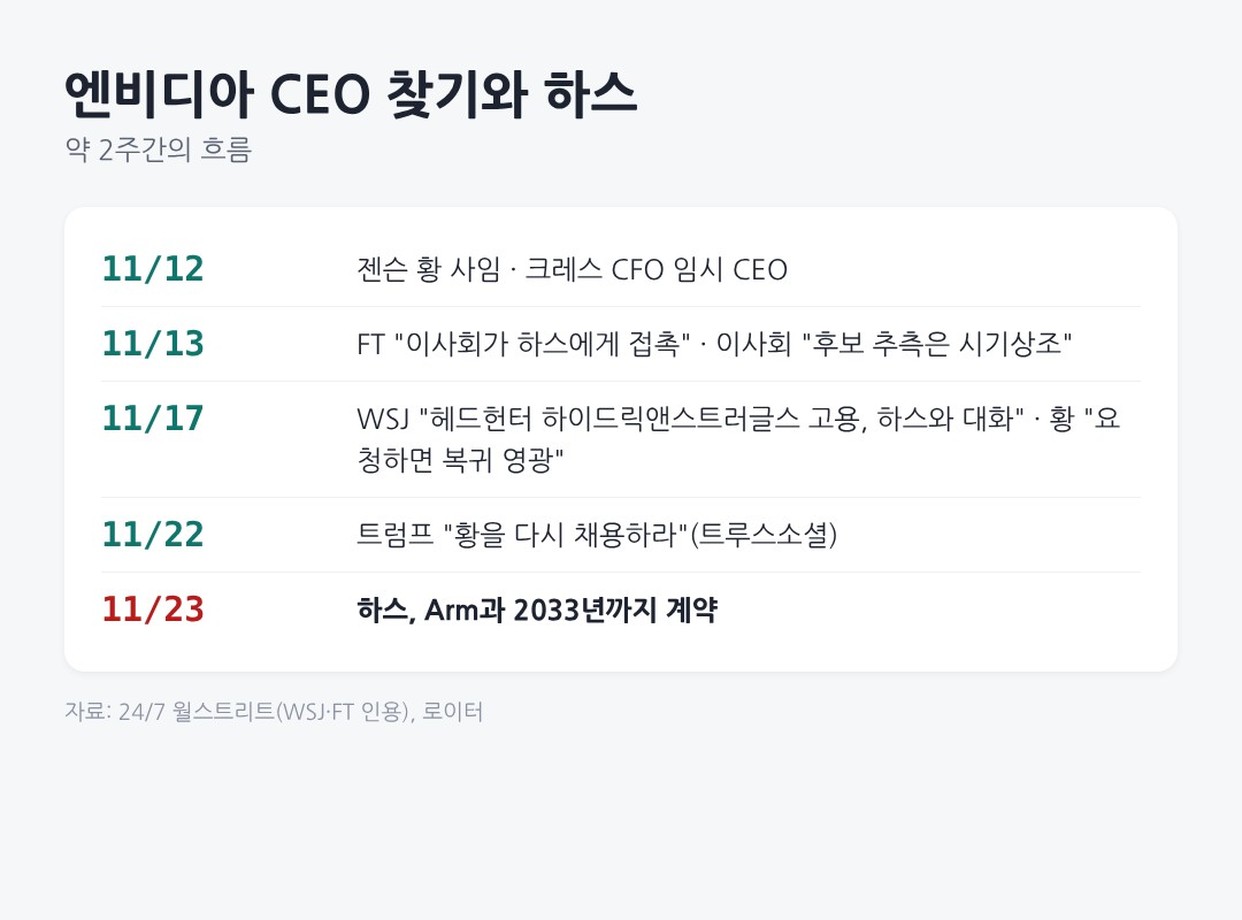 엔비디아 CEO 찾기와 하스
약 2주간의 흐름
11/12 젠슨 황 사임 · 크레스 CFO 임시 CEO
11/13 FT "이사회가 하스에게 접촉" · 이사회 "후보 추측은 시기상조"
11/17 WSJ "헤드헌터 하이드릭앤스트러글스 고용, 하스와 대화" · 황 "요
청하면 복귀 영광"
11/22 트럼프 "황을 다시 채용하라"(트루스소셜)
11/23 하스, Arm과 2033년까지 계약
자료: 24/7 월스트리트(WSJ·FT 인용), 로이터